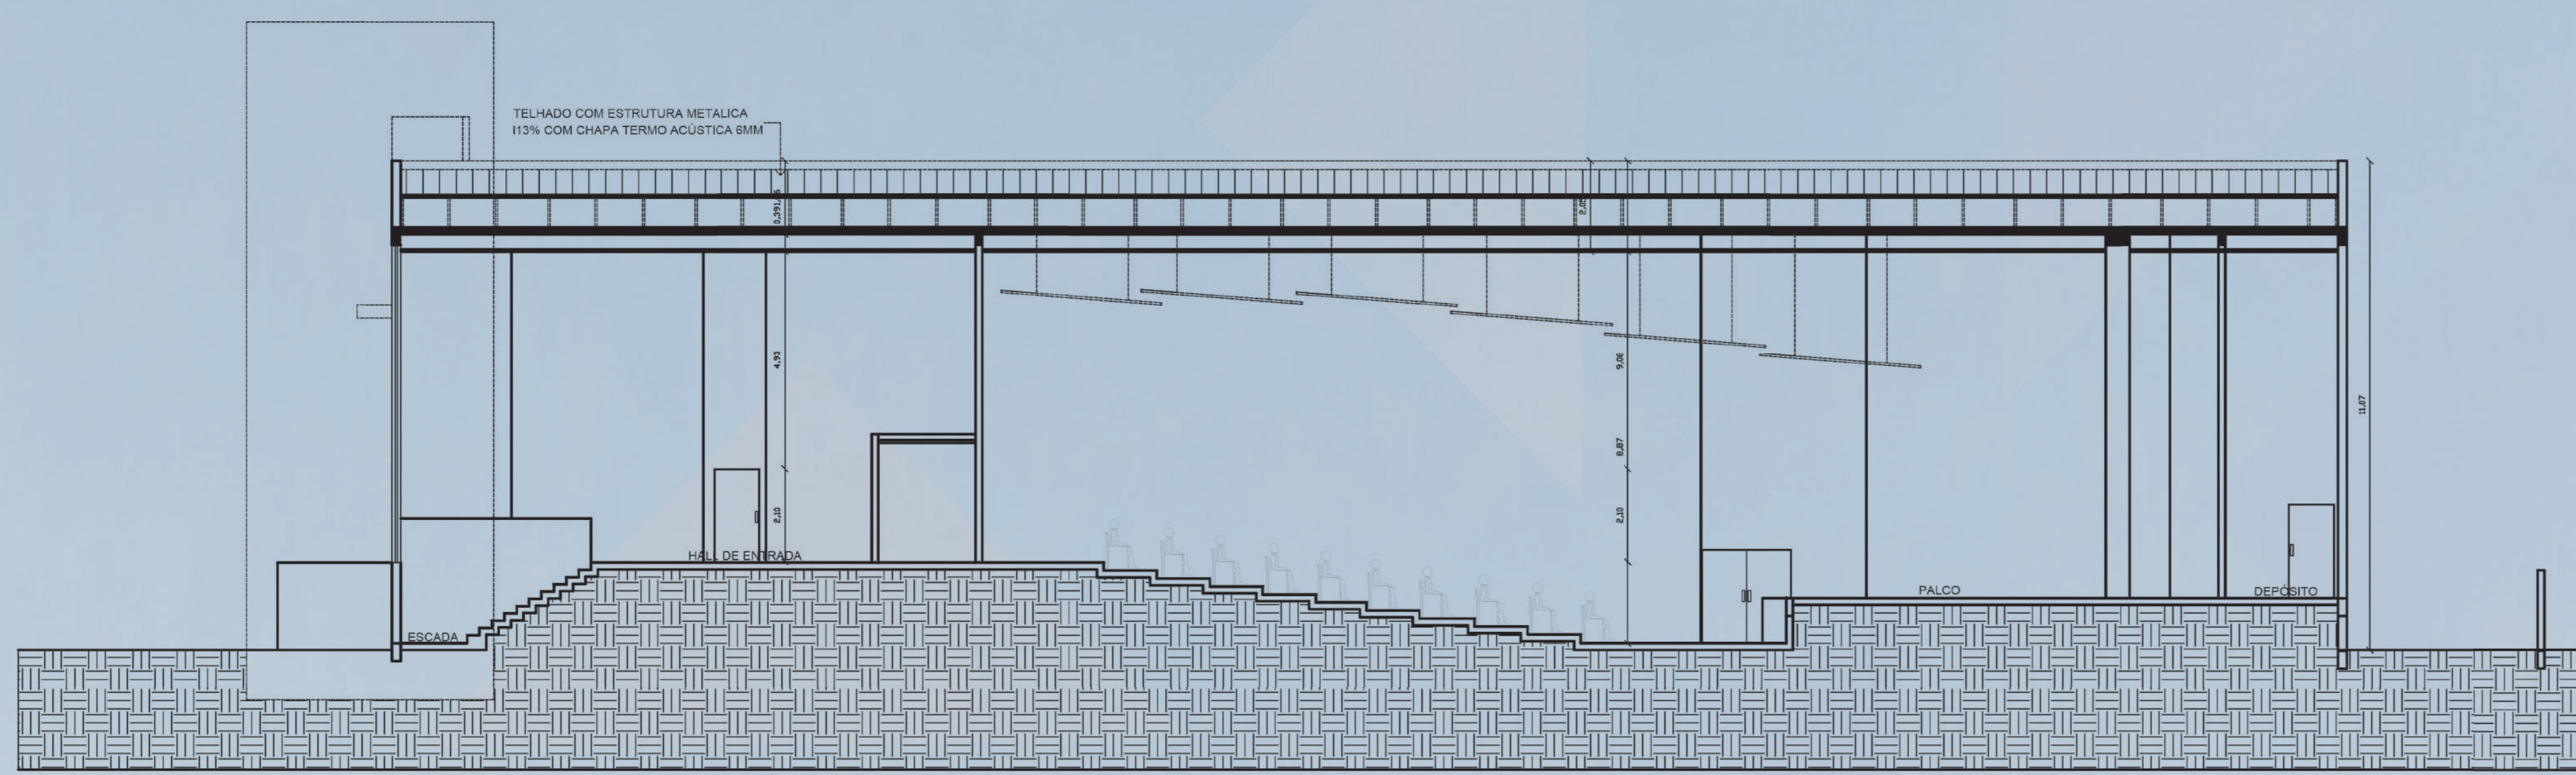 TELHADO COM ESTRUTURA METALICA
I13% COM CHAPA TERMO ACÚSTICA 6MM
4,93
9,06
11,07
8,87
2,10
2,10
HALL DE ENTRADA
PALCO
DEPÓSITO
ESCADA